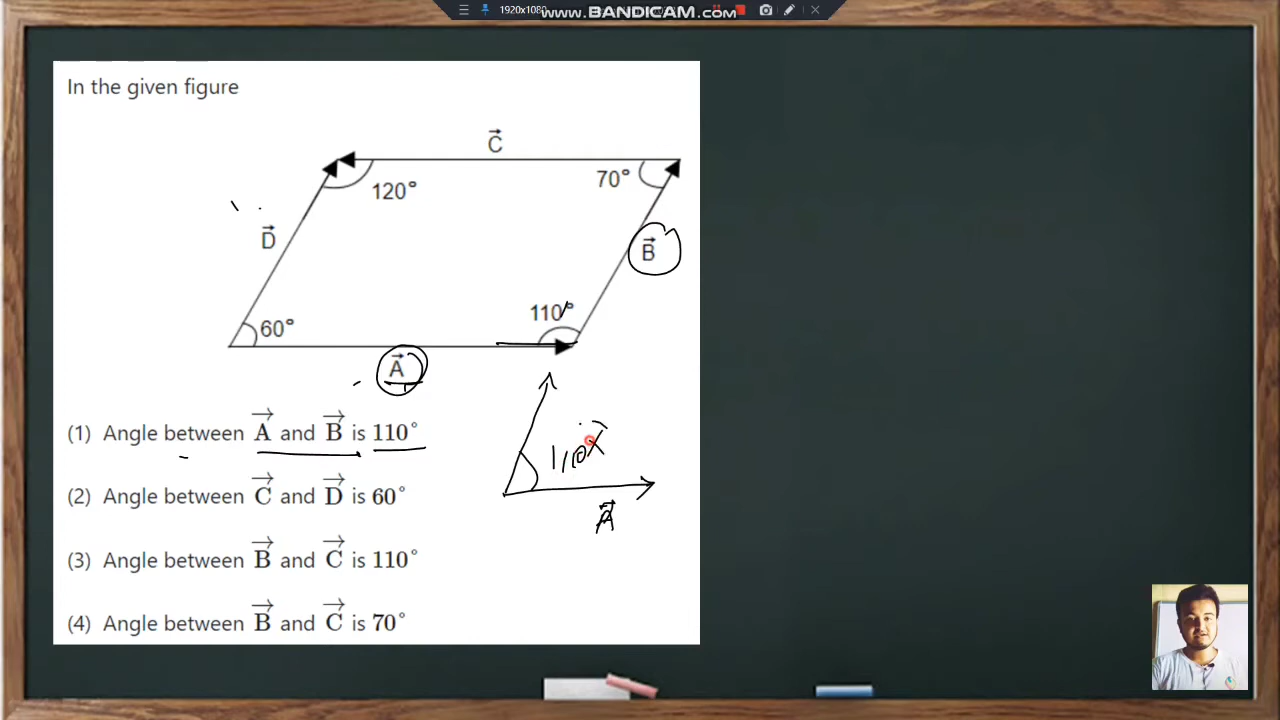 1920x1080
www.BANDICAM.com
In the given figure
C
120°
70°
D
B
110°
60°
A
(1) Angle between A and B is 110°
110
(2) Angle between C and D is 60°
A
(3) Angle between B and C is 110°
(4) Angle between B and C is 70°